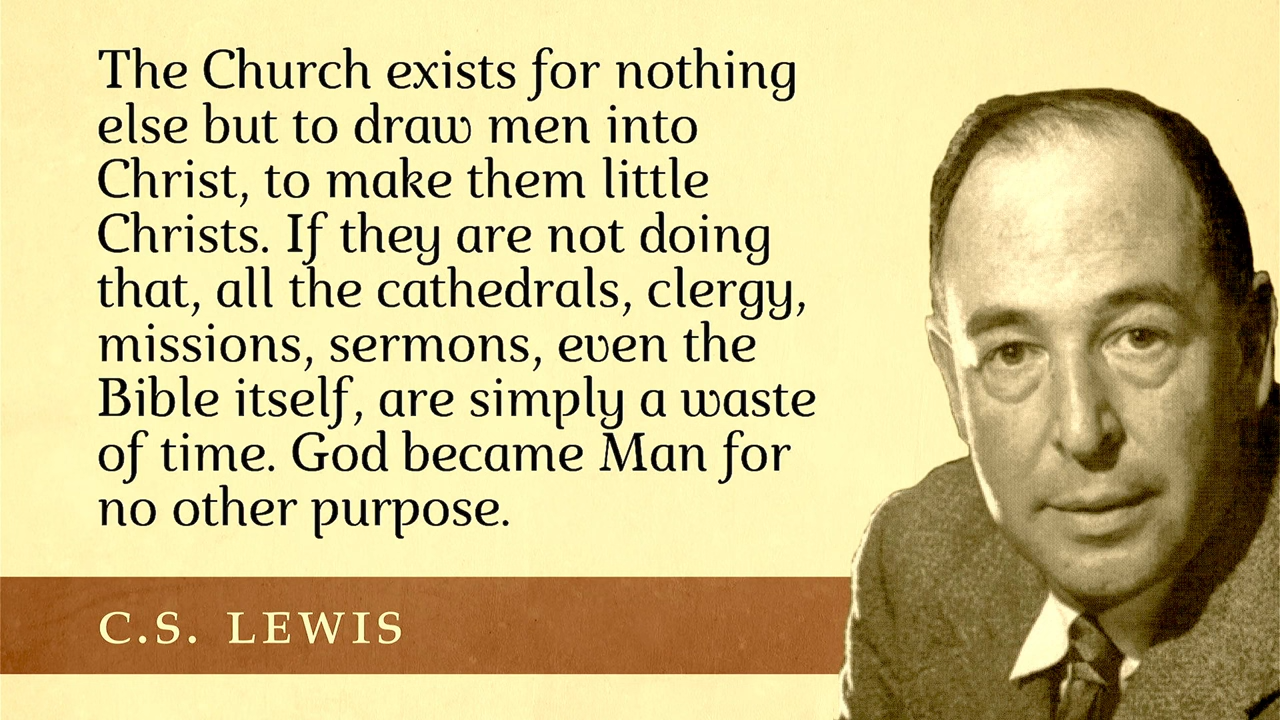 The Church exists for nothing
else but to draw men into
Christ, to make them little
Christs. If they are not doing
that, all the cathedrals, clergy,
missions, sermons, even the
Bible itself, are simply a waste
of time. God became Man for
no other purpose.
C.S. LEWIS